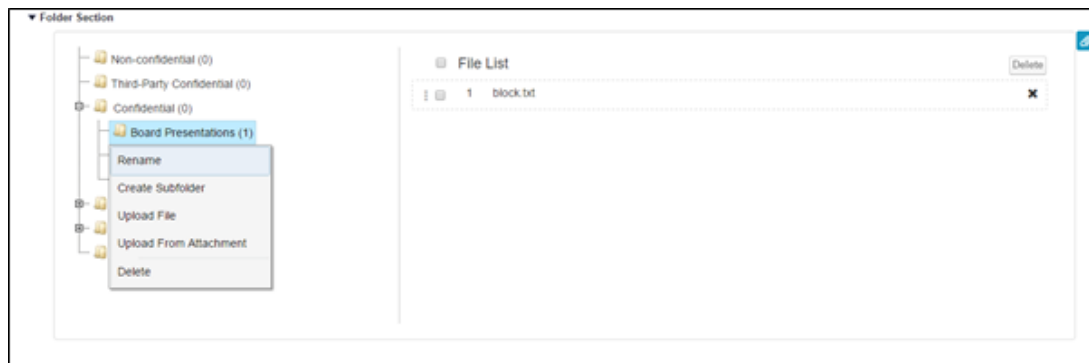 Folder Section
Non-confidential (0)
Third-Party Confidential (0)
Confidential (0)
Board Presentations (1)
Rename
Create Subfolder
Upload File
Upload From Attachment
Delete
File List
Delete
1 block.txt